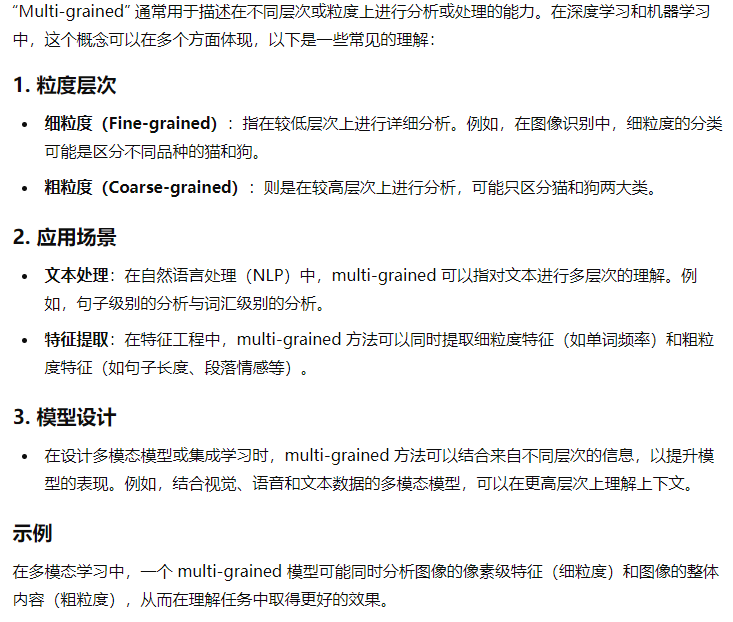 “Multi-grained” 通常用于描述在不同层次或粒度上进行分析或处理的能力。在深度学习和机器学习
中，这个概念可以在多个方面体现，以下是一些常见的理解：
1. 粒度层次
• 细粒度（Fine-grained）：指在较低层次上进行详细分析。例如，在图像识别中，细粒度的分类
可能是区分不同品种的猫和狗。
• 粗粒度（Coarse-grained）：则是在较高层次上进行分析，可能只区分猫和狗两大类。
2. 应用场景
• 文本处理：在自然语言处理（NLP）中，multi-grained 可以指对文本进行多层次的理解。例
如，句子级别的分析与词汇级别的分析。
• 特征提取：在特征工程中，multi-grained 方法可以同时提取细粒度特征（如单词频率）和粗粒
度特征（如句子长度、段落情感等）。
3. 模型设计
• 在设计多模态模型或集成学习时，multi-grained 方法可以结合来自不同层次的信息，以提升模
型的表现。例如，结合视觉、语音和文本数据的多模态模型，可以在更高层次上理解上下文。
示例
在多模态学习中，一个 multi-grained 模型可能同时分析图像的像素级特征（细粒度）和图像的整体
内容（粗粒度），从而在理解任务中取得更好的效果。